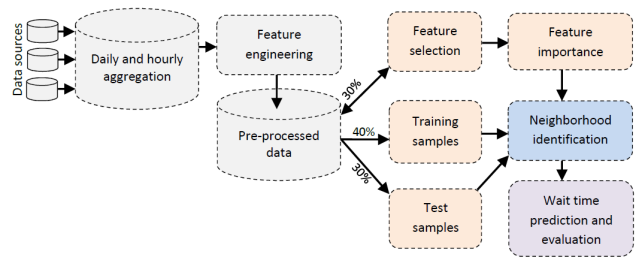 Data sources
Daily and hourly
aggregation
Feature
engineering
Pre-processed
data
30%
40%
30%
Feature
selection
Training
samples
Test
samples
Feature
importance
Neighborhood
identification
Wait time
prediction and
evaluation